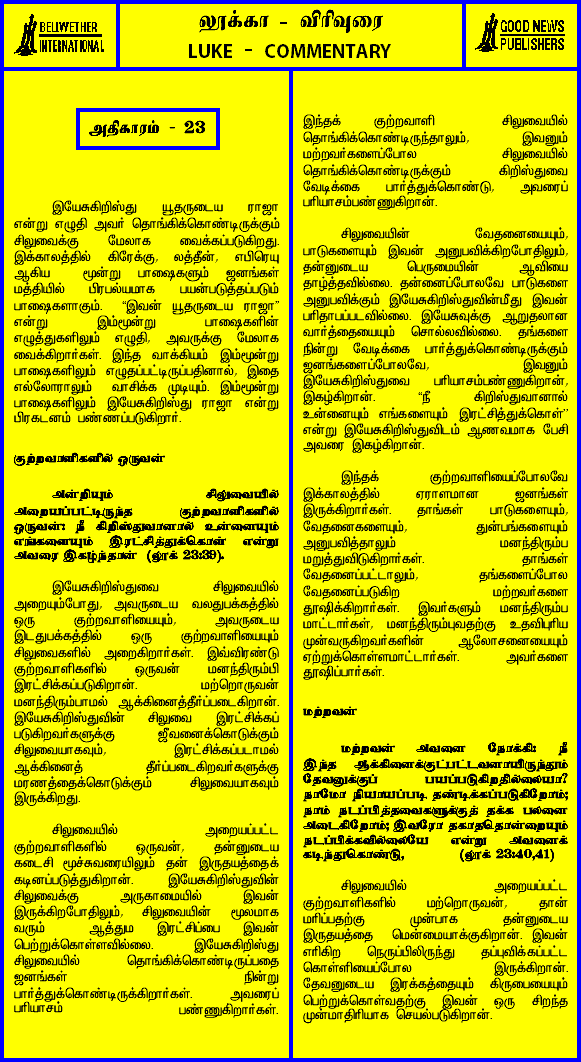 BELIWETHER
INTERNATIONAL
லூக்கா - விரிவுரை
LUKE - COMMENTARY
GOOD NEWS
PUBLISHERS
அதிகாரம் - 23
இயேசுகிறிஸ்து யூதருடைய ராஜா
என்று எழுதி அவர் தொங்கிக்கொண்டிருக்கும்
சிலுவைக்கு மேலாக வைக்கப்படுகிறது.
இக்காலத்தில் கிரேக்கு, லத்தீன், எபிரெயு
ஆகிய மூன்று பாஷைகளும் ஜனங்கள்
மத்தியில் பிரபல்யமாக பயன்படுத்தப்படும்
பாஷைகளாகும். “இவன் யூதருடைய ராஜா”
என்று இம்மூன்று பாஷைகளின்
எழுத்துகளிலும் எழுதி, அவருக்கு மேலாக
வைக்கிறார்கள். இந்த வாக்கியம் இம்மூன்று
பாஷைகளிலும் எழுதப்பட்டிருப்பதினால், இதை
எல்லோராலும் வாசிக்க முடியும். இம்மூன்று
பாஷைகளிலும் இயேசுகிறிஸ்து ராஜா என்று
பிரகடனம் பண்ணப்படுகிறார்.
குற்றவாளிகளில் ஒருவன்
அன்றியும் சிலுவையில்
அறையப்பட்டிருந்த குற்றவாளிகளில்
ஒருவன்: நீ கிறிஸ்துவானால் உன்னையும்
எங்களையும் இரட்சித்துக்கொள் என்று
அவரை இகழ்ந்தான் (லூக் 23:39).
இயேசுகிறிஸ்துவை சிலுவையில்
அறையும்போது, அவருடைய வலதுபக்கத்தில்
ஒரு குற்றவாளியையும், அவருடைய
இடதுபக்கத்தில் ஒரு குற்றவாளியையும்
சிலுவைகளில் அறைகிறார்கள். இவ்விரண்டு
குற்றவாளிகளில் ஒருவன் மனந்திரும்பி
இரட்சிக்கப்படுகிறான். மற்றொருவன்
மனந்திரும்பாமல் ஆக்கினைத்தீர்ப்படைகிறான்.
இயேசுகிறிஸ்துவின் சிலுவை இரட்சிக்கப்
படுகிறவர்களுக்கு ஜீவனைக்கொடுக்கும்
சிலுவையாகவும், இரட்சிக்கப்படாமல்
ஆக்கினைத் தீர்ப்படைகிறவர்களுக்கு
மரணத்தைக்கொடுக்கும் சிலுவையாகவும்
இருக்கிறது.
சிலுவையில் அறையப்பட்ட
குற்றவாளிகளில் ஒருவன், தன்னுடைய
கடைசி மூச்சுவரையிலும் தன் இருதயத்தைக்
கடினப்படுத்துகிறான். இயேசுகிறிஸ்துவின்
சிலுவைக்கு அருகாமையில் இவன்
இருக்கிறபோதிலும், சிலுவையின் மூலமாக
வரும் ஆத்தும இரட்சிப்பை இவன்
பெற்றுக்கொள்ளவில்லை. இயேசுகிறிஸ்து
சிலுவையில் தொங்கிக்கொண்டிருப்பதை
ஜனங்கள் நின்று
பார்த்துக்கொண்டிருக்கிறார்கள். அவரைப்
பரியாசம் பண்ணுகிறார்கள்.
இந்தக் குற்றவாளி சிலுவையில்
தொங்கிக்கொண்டிருந்தாலும், இவனும்
மற்றவர்களைப்போல சிலுவையில்
தொங்கிக்கொண்டிருக்கும் கிறிஸ்துவை
வேடிக்கை பார்த்துக்கொண்டு, அவரைப்
பரியாசம்பண்ணுகிறான்.
சிலுவையின் வேதனையையும்,
பாடுகளையும் இவன் அனுபவிக்கிறபோதிலும்,
தன்னுடைய பெருமையின் ஆவியை
தாழ்த்தவில்லை. தன்னைப்போலவே பாடுகளை
அனுபவிக்கும் இயேசுகிறிஸ்துவின்மீது இவன்
பரிதாபப்படவில்லை. இயேசுவுக்கு ஆறுதலான
வார்த்தையையும் சொல்லவில்லை. தங்களை
நின்று வேடிக்கை பார்த்துக்கொண்டிருக்கும்
ஜனங்களைப்போலவே, இவனும்
இயேசுகிறிஸ்துவை பரியாசம்பண்ணுகிறான்,
இகழ்கிறான். “நீ கிறிஸ்துவானால்
உன்னையும் எங்களையும் இரட்சித்துக்கொள்”
என்று இயேசுகிறிஸ்துவிடம் ஆணவமாக பேசி
அவரை இகழ்கிறான்.
இந்தக் குற்றவாளியைப்போலவே
இக்காலத்தில் ஏராளமான ஜனங்கள்
இருக்கிறார்கள். தாங்கள் பாடுகளையும்,
வேதனைகளையும், துன்பங்களையும்
அனுபவித்தாலும் மனந்திரும்ப
மறுத்துவிடுகிறார்கள். தாங்கள்
வேதனைப்பட்டாலும், தங்களைப்போல
வேதனைப்படுகிற மற்றவர்களை
தூஷிக்கிறார்கள். இவர்களும் மனந்திரும்ப
மாட்டார்கள், மனந்திரும்புவதற்கு உதவிபுரிய
முன்வருகிறவர்களின் ஆலோசனையையும்
ஏற்றுக்கொள்ளமாட்டார்கள். அவர்களை
தூஷிப்பார்கள்.
மற்றவன்
மற்றவன் அவனை நோக்கி: நீ
இந்த ஆக்கினைக்குட்பட்டவனாயிருந்தும்
தேவனுக்குப் பயப்படுகிறதில்லையா?
நாமோ நியாயப்படி தண்டிக்கப்படுகிறோம்;
நாம் நடப்பித்தவைகளுக்குத் தக்க பலனை
அடைகிறோம்; இவரோ தகாததொன்றையும்
நடப்பிக்கவில்லையே என்று அவனைக்
கடிந்துகொண்டு, (லூக் 23:40,41)
சிலுவையில் அறையப்பட்ட
குற்றவாளிகளில் மற்றொருவன், தான்
மரிப்பதற்கு முன்பாக தன்னுடைய
இருதயத்தை மென்மையாக்குகிறான். இவன்
எரிகிற நெருப்பிலிருந்து தப்புவிக்கப்பட்ட
கொள்ளியைப்போல இருக்கிறான்.
தேவனுடைய இரக்கத்தையும் கிருபையையும்
பெற்றுக்கொள்வதற்கு இவன் ஒரு சிறந்த
முன்மாதிரியாக செயல்படுகிறான்.